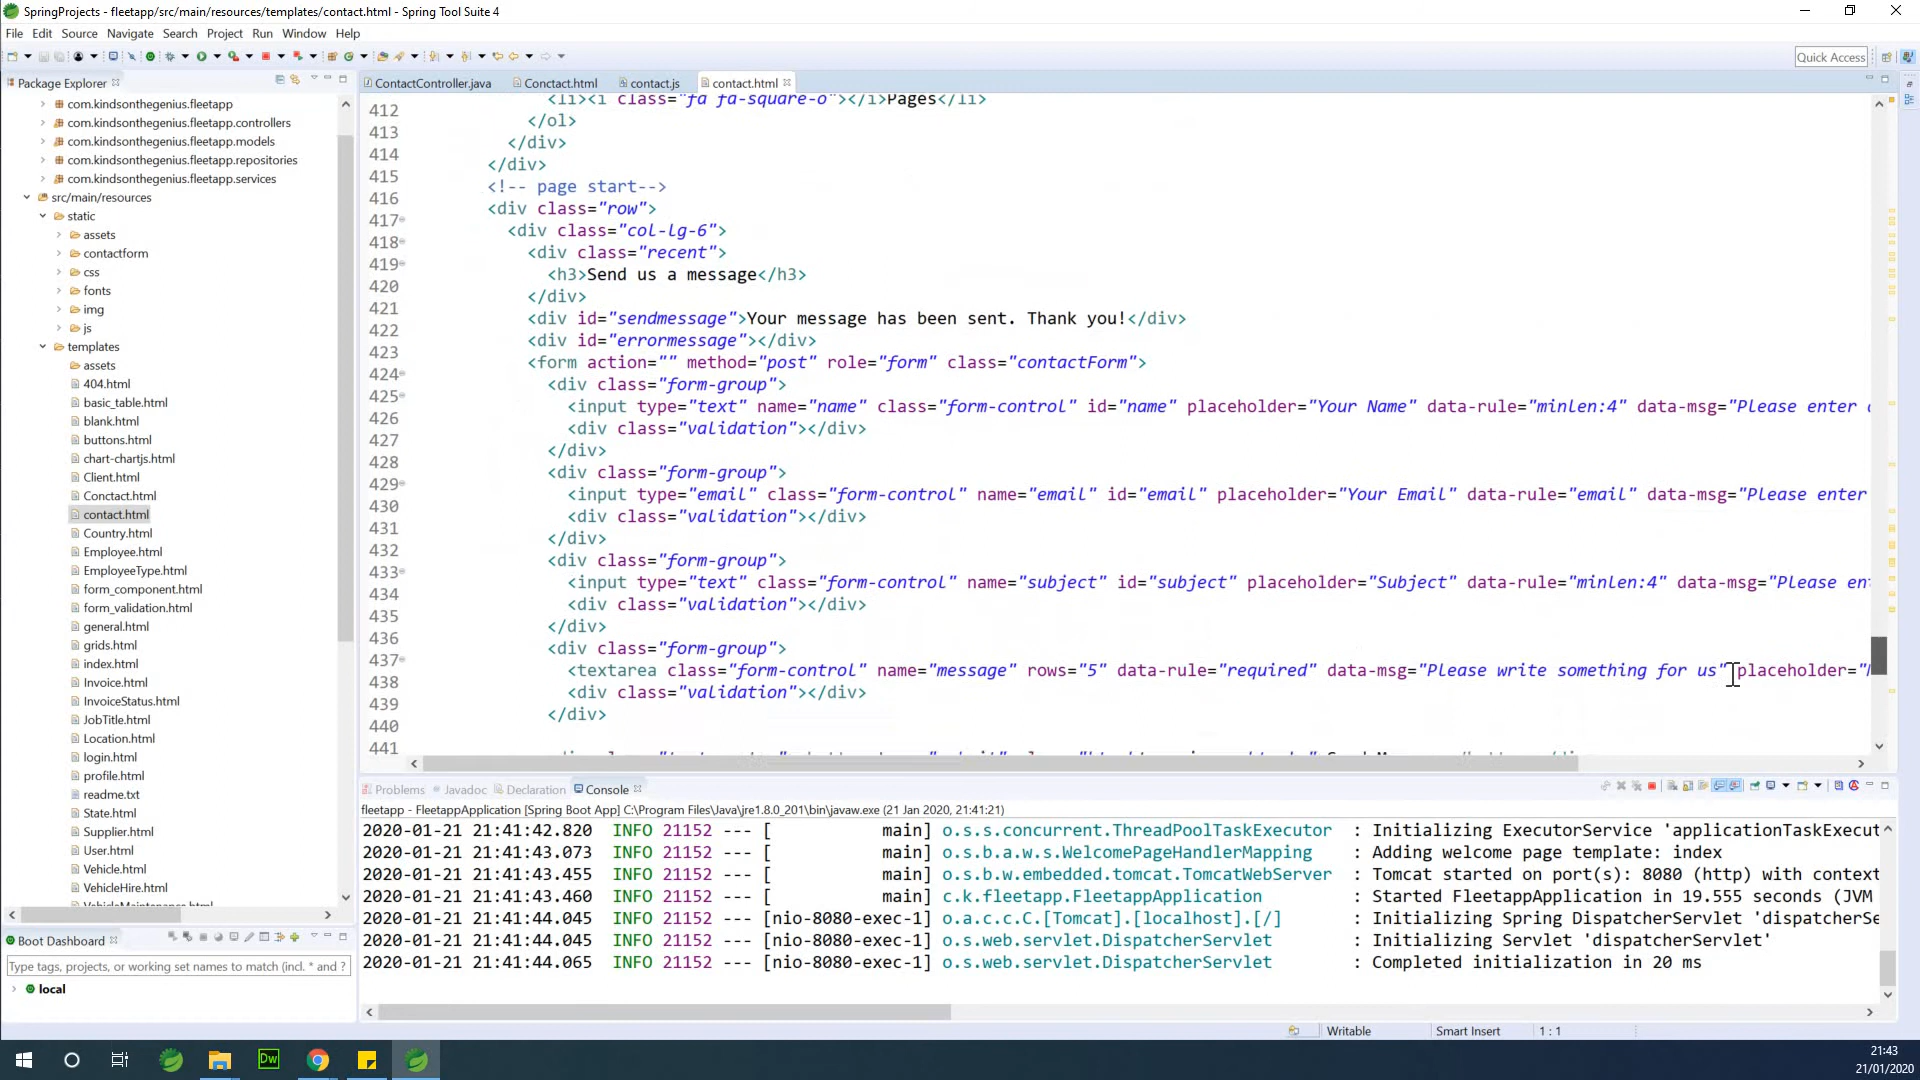 SpringProjects - fleetapp/src/main/resources/templates/contact.html - Spring Tool Suite 4
File Edit Source Navigate Search Project Run Window Help
Quick Access
Package Explorer
com.kindsonthegenius.fleetapp
com.kindsonthegenius.fleetapp.controllers
com.kindsonthegenius.fleetapp.models
com.kindsonthegenius.fleetapp.repositories
com.kindsonthegenius.fleetapp.services
src/main/resources
static
assets
contactform
css
fonts
img
js
templates
assets
404.html
basic_table.html
blank.html
buttons.html
chart-chartjs.html
Client.html
Conctact.html
contact.html
Country.html
Employee.html
EmployeeType.html
form_component.html
form_validation.html
general.html
grids.html
index.html
Invoice.html
InvoiceStatus.html
JobTitle.html
Location.html
login.html
profile.html
readme.txt
State.html
Supplier.html
User.html
Vehicle.html
VehicleHire.html
VehicleMaintenance.html
Boot Dashboard
Type tags, projects, or working set names to match (incl. * and ?
local
ContactController.java Conctact.html contact.js contact.html
412 <li><i class="fa fa-square-o"></i>Pages</li>
413 </ol>
414 </div>
415 </div>
416 <!-- page start-->
417 <div class="row">
418 <div class="col-lg-6">
419 <div class="recent">
420 <h3>Send us a message</h3>
421 </div>
422 <div id="sendmessage">Your message has been sent. Thank you!</div>
423 <div id="errormessage"></div>
424 <form action="" method="post" role="form" class="contactForm">
425 <div class="form-group">
426 <input type="text" name="name" class="form-control" id="name" placeholder="Your Name" data-rule="minlen:4" data-msg="Please enter
427 <div class="validation"></div>
428 </div>
429 <div class="form-group">
430 <input type="email" class="form-control" name="email" id="email" placeholder="Your Email" data-rule="email" data-msg="Please enter
431 <div class="validation"></div>
432 </div>
433 <div class="form-group">
434 <input type="text" class="form-control" name="subject" id="subject" placeholder="Subject" data-rule="minlen:4" data-msg="Please en
435 <div class="validation"></div>
436 </div>
437 <div class="form-group">
438 <textarea class="form-control" name="message" rows="5" data-rule="required" data-msg="Please write something for us" placeholder="
439 <div class="validation"></div>
440 </div>
441
Problems Javadoc Declaration Console
fleetapp - FleetappApplication [Spring Boot App] C:\Program Files\Java\jre1.8.0_201\bin\javaw.exe (21 Jan 2020, 21:41:21)
2020-01-21 21:41:42.820 INFO 21152 --- [ main] o.s.s.concurrent.ThreadPoolTaskExecutor : Initializing ExecutorService 'applicationTaskExecut
2020-01-21 21:41:43.073 INFO 21152 --- [ main] o.s.b.a.w.s.WelcomePageHandlerMapping : Adding welcome page template: index
2020-01-21 21:41:43.455 INFO 21152 --- [ main] o.s.b.w.embedded.tomcat.TomcatWebServer : Tomcat started on port(s): 8080 (http) with context
2020-01-21 21:41:43.460 INFO 21152 --- [ main] c.k.fleetapp.FleetappApplication : Started FleetappApplication in 19.555 seconds (JVM
2020-01-21 21:41:44.045 INFO 21152 --- [nio-8080-exec-1] o.a.c.c.C.[Tomcat].[localhost].[/] : Initializing Spring DispatcherServlet 'dispatcherSe
2020-01-21 21:41:44.045 INFO 21152 --- [nio-8080-exec-1] o.s.web.servlet.DispatcherServlet : Initializing Servlet 'dispatcherServlet'
2020-01-21 21:41:44.065 INFO 21152 --- [nio-8080-exec-1] o.s.web.servlet.DispatcherServlet : Completed initialization in 20 ms
Writable Smart Insert 1 : 1
Dw
21:43
21/01/2020